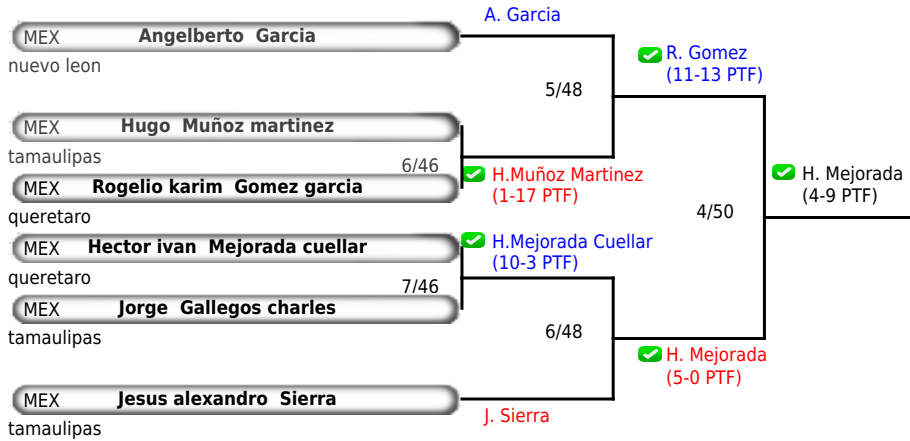 A. Garcia
MEX Angelberto Garcia
nuevo leon
R. Gomez
(11-13 PTF)
5/48
MEX Hugo Muñoz martinez
tamaulipas
6/46
H.Muñoz Martinez
(1-17 PTF)
MEX Rogelio karim Gomez garcia
queretaro
H. Mejorada
(4-9 PTF)
4/50
MEX Hector ivan Mejorada cuellar
queretaro
H.Mejorada Cuellar
(10-3 PTF)
7/46
MEX Jorge Gallegos charles
tamaulipas
6/48
H. Mejorada
(5-0 PTF)
MEX Jesus alexandro Sierra
tamaulipas
J. Sierra